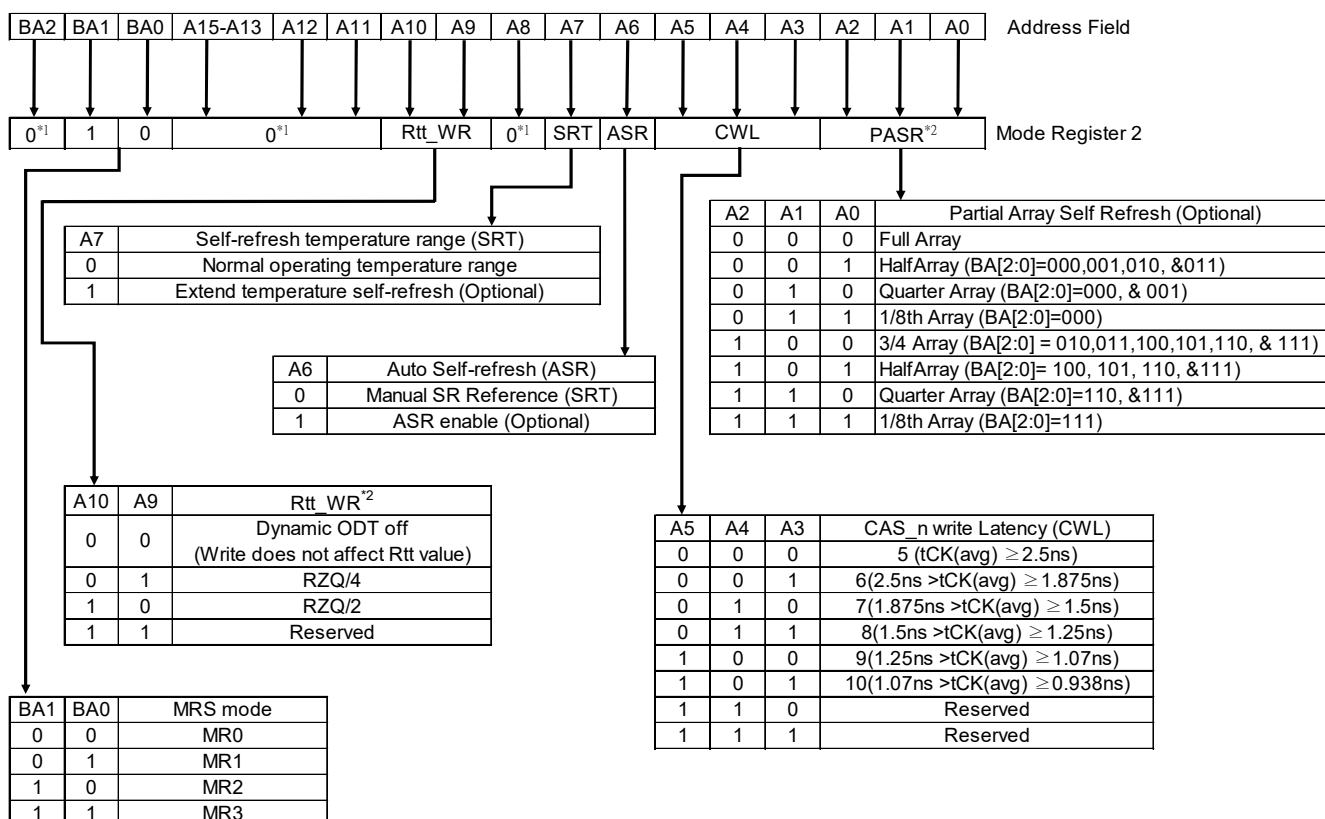 BA2 BA1 BA0 A15-A13 A12 A11 A10 A9 A8 A7 A6 A5 A4 A3 A2 A1 A0 Address Field
0*1 1 0 0*1 Rtt_WR 0*1 SRT ASR CWL PASR*2 Mode Register 2
A7 Self-refresh temperature range (SRT)
0 Normal operating temperature range
1 Extend temperature self-refresh (Optional)
A2 A1 A0 Partial Array Self Refresh (Optional)
0 0 0 Full Array
0 0 1 HalfArray (BA[2:0]=000,001,010, &011)
0 1 0 Quarter Array (BA[2:0]=000, & 001)
0 1 1 1/8th Array (BA[2:0]=000)
1 0 0 3/4 Array (BA[2:0] = 010,011,100,101,110, & 111)
1 0 1 HalfArray (BA[2:0]= 100, 101, 110, &111)
1 1 0 Quarter Array (BA[2:0]=110, &111)
1 1 1 1/8th Array (BA[2:0]=111)
A6 Auto Self-refresh (ASR)
0 Manual SR Reference (SRT)
1 ASR enable (Optional)
A10 A9 Rtt_WR*2
0 0 Dynamic ODT off
(Write does not affect Rtt value)
0 1 RZQ/4
1 0 RZQ/2
1 1 Reserved
A5 A4 A3 CAS_n write Latency (CWL)
0 0 0 5 (tCK(avg) ≥2.5ns)
0 0 1 6(2.5ns >tCK(avg) ≥1.875ns)
0 1 0 7(1.875ns >tCK(avg) ≥1.5ns)
0 1 1 8(1.5ns >tCK(avg) ≥1.25ns)
1 0 0 9(1.25ns >tCK(avg) ≥1.07ns)
1 0 1 10(1.07ns >tCK(avg) ≥0.938ns)
1 1 0 Reserved
1 1 1 Reserved
BA1 BA0 MRS mode
0 0 MR0
0 1 MR1
1 0 MR2
1 1 MR3